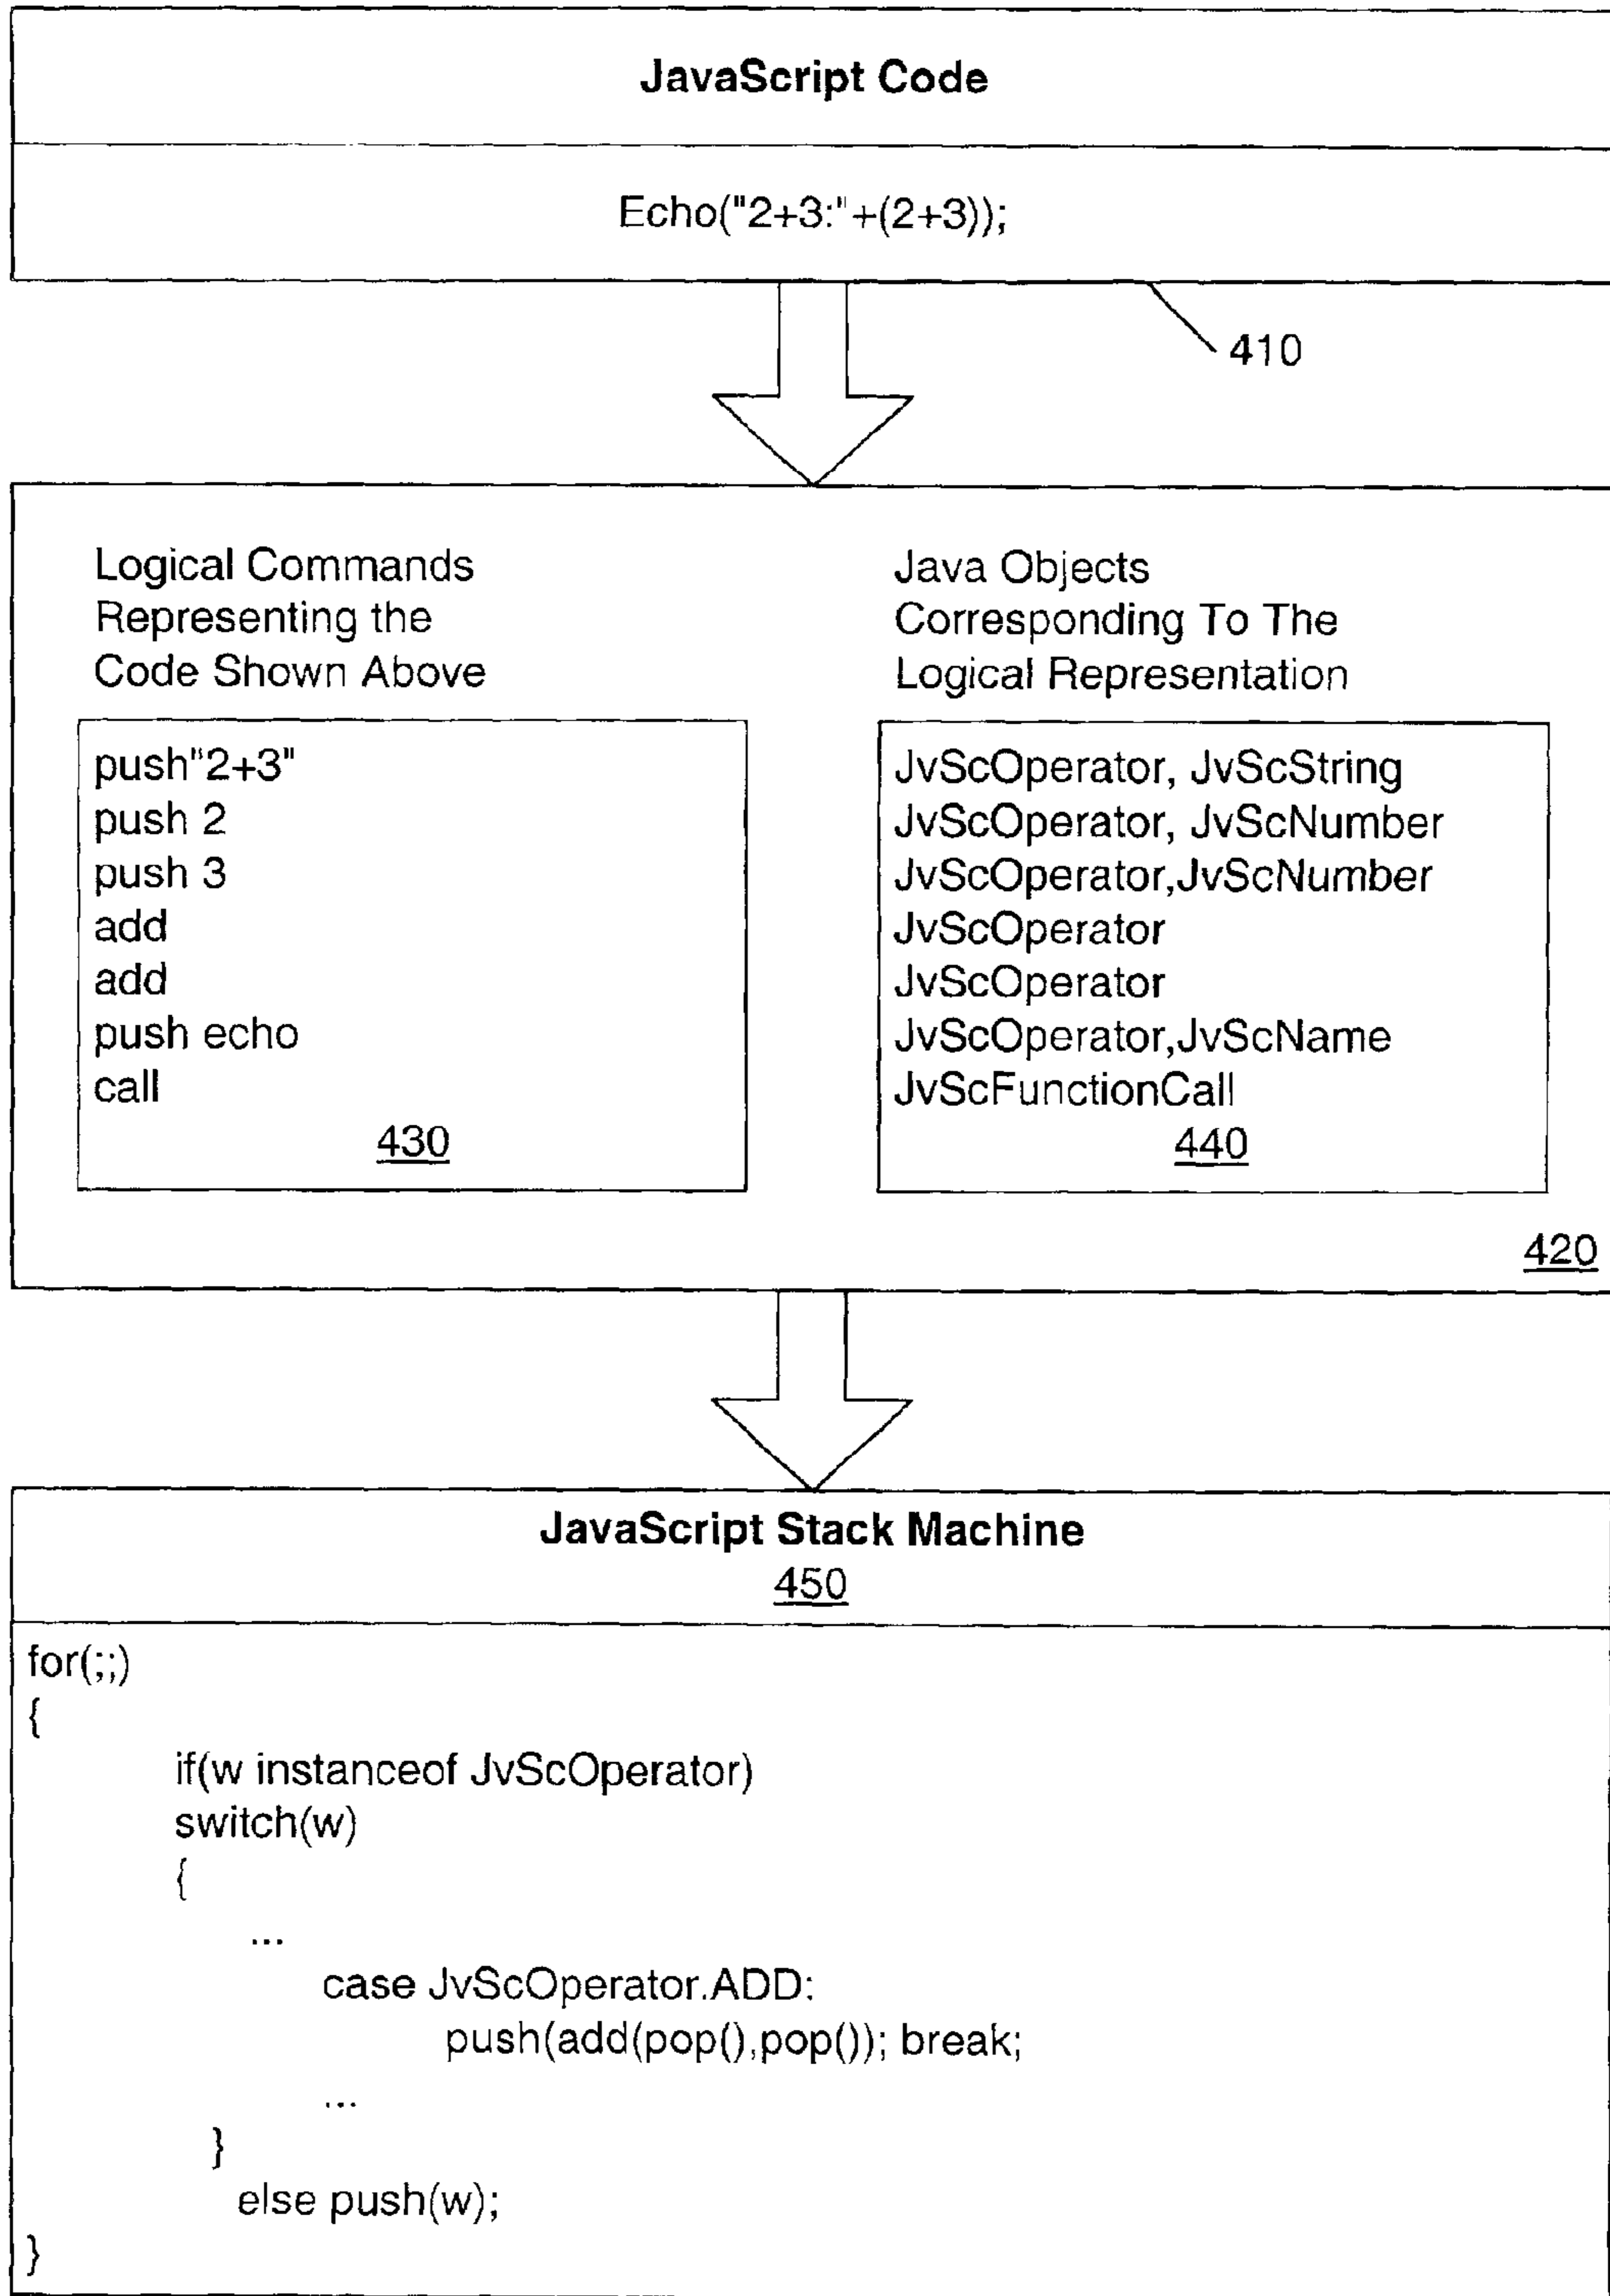 JavaScript Code
Echo("2+3:"+(2+3));
410
Logical Commands
Representing the
Code Shown Above
push"2+3"
push 2
push 3
add
add
push echo
call
430
Java Objects
Corresponding To The
Logical Representation
JvScOperator, JvScString
JvScOperator, JvScNumber
JvScOperator,JvScNumber
JvScOperator
JvScOperator
JvScOperator,JvScName
JvScFunctionCall
440
420
JavaScript Stack Machine
450
for(;;)
{
if(w instanceof JvScOperator)
switch(w)
{
...
case JvScOperator.ADD:
push(add(pop(),pop()); break;
...
}
else push(w);
}